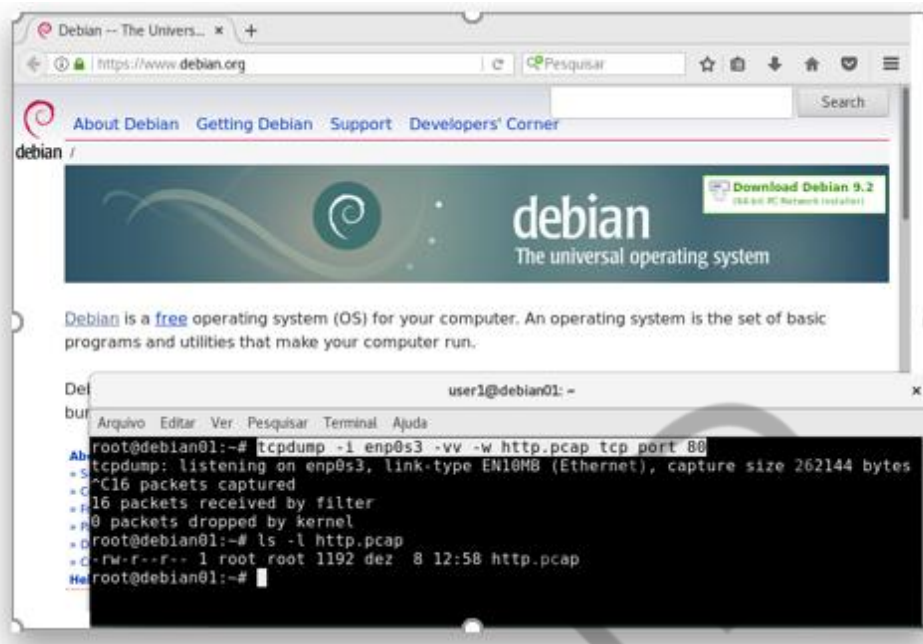 Debian -- The Univers... × +
https://www.debian.org
Pesquisar
Search
About Debian Getting Debian Support Developers' Corner
debian /
Download Debian 9.2
(64-bit PC Network installer)
debian
The universal operating system
Debian is a free operating system (OS) for your computer. An operating system is the set of basic
programs and utilities that make your computer run.
user1@debian01: ~
Arquivo Editar Ver Pesquisar Terminal Ajuda
root@debian01:~# tcpdump -i enp0s3 -vv -w http.pcap tcp port 80
tcpdump: listening on enp0s3, link-type EN10MB (Ethernet), capture size 262144 bytes
^C16 packets captured
16 packets received by filter
0 packets dropped by kernel
root@debian01:~# ls -l http.pcap
-rw-r--r-- 1 root root 1192 dez 8 12:58 http.pcap
root@debian01:~#